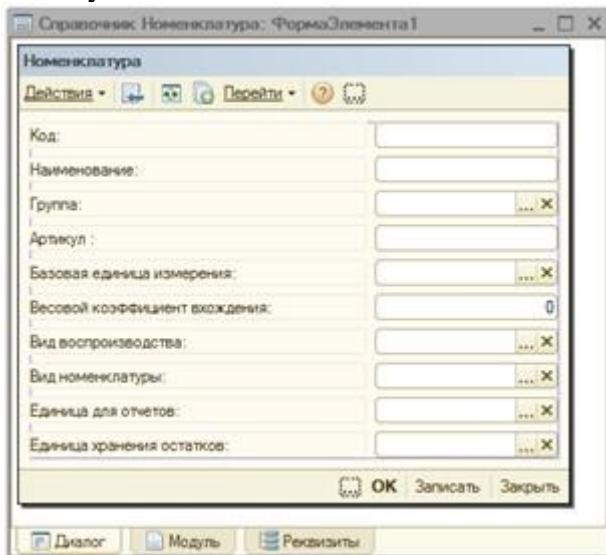 Справочник Номенклатура: ФормаЭлемента1
Номенклатура
Действия Перейти
Код:
Наименование:
Группа: ... ×
Артикул :
Базовая единица измерения: ... ×
Весовой коэффициент вхождения: 0
Вид воспроизводства: ... ×
Вид номенклатуры: ... ×
Единица для отчетов: ... ×
Единица хранения остатков: ... ×
OK Записать Закрыть
Диалог Модуль Реквизиты